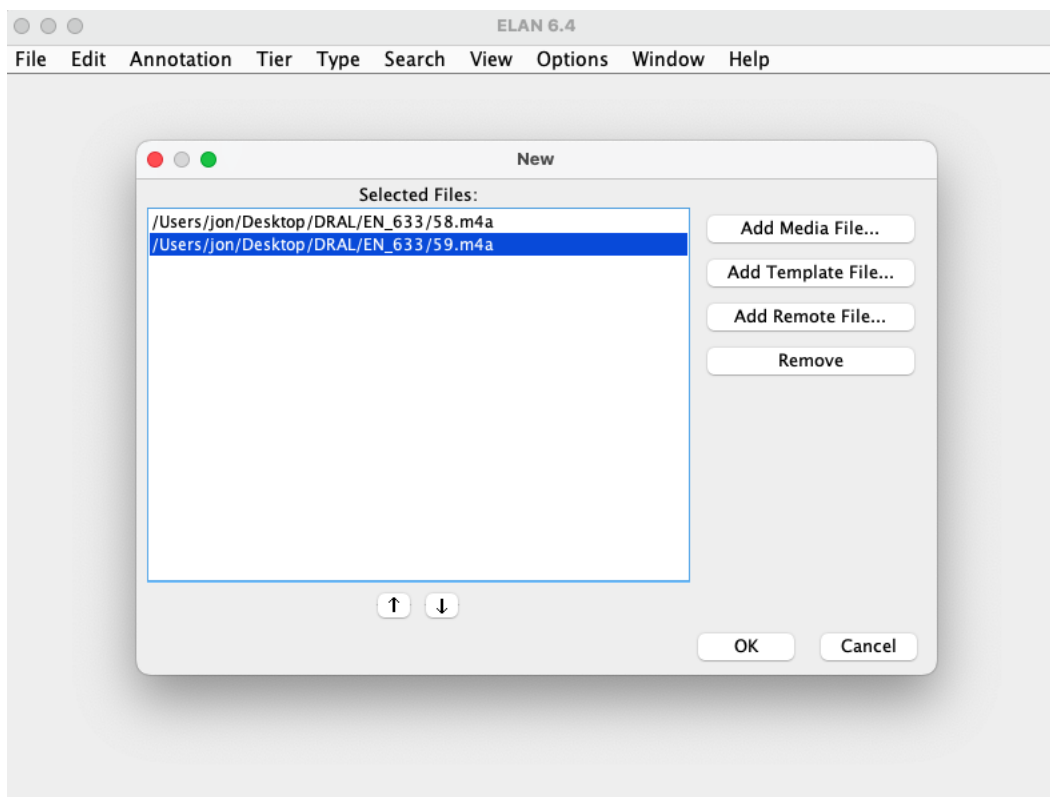 ELAN 6.4
File Edit Annotation Tier Type Search View Options Window Help
New
Selected Files:
/Users/jon/Desktop/DRAL/EN_633/58.m4a
/Users/jon/Desktop/DRAL/EN_633/59.m4a
Add Media File...
Add Template File...
Add Remote File...
Remove
↑ ↓
OK Cancel